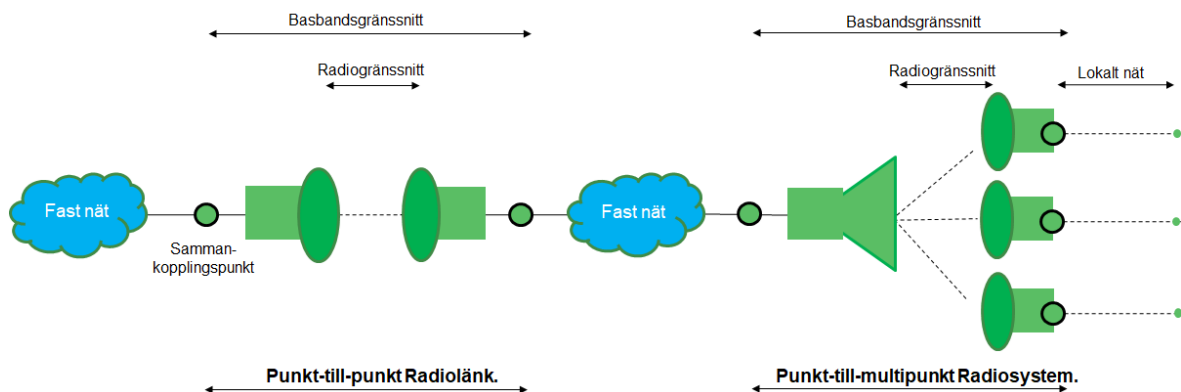 Basbandsgränssnitt
Basbandsgränssnitt
Radiogränssnitt
Radiogränssnitt
Lokalt nät
Fast nät
Fast nät
Samman-
kopplingspunkt
Punkt-till-punkt Radiolänk.
Punkt-till-multipunkt Radiosystem.